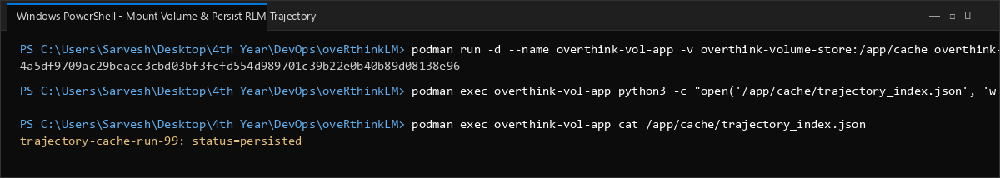 Windows PowerShell - Mount Volume & Persist RLM Trajectory
PS C:\Users\Sarvesh\Desktop\4th Year\DevOps\oveRthinkLM> podman run -d --name overthink-vol-app -v overthink-volume-store:/app/cache overthink-
4a5df9709ac29beacc3cbd03bf3fcfd554d989701c39b22e0b40b89d08138e96
PS C:\Users\Sarvesh\Desktop\4th Year\DevOps\oveRthinkLM> podman exec overthink-vol-app python3 -c "open('/app/cache/trajectory_index.json', 'w
PS C:\Users\Sarvesh\Desktop\4th Year\DevOps\oveRthinkLM> podman exec overthink-vol-app cat /app/cache/trajectory_index.json
trajectory-cache-run-99: status=persisted